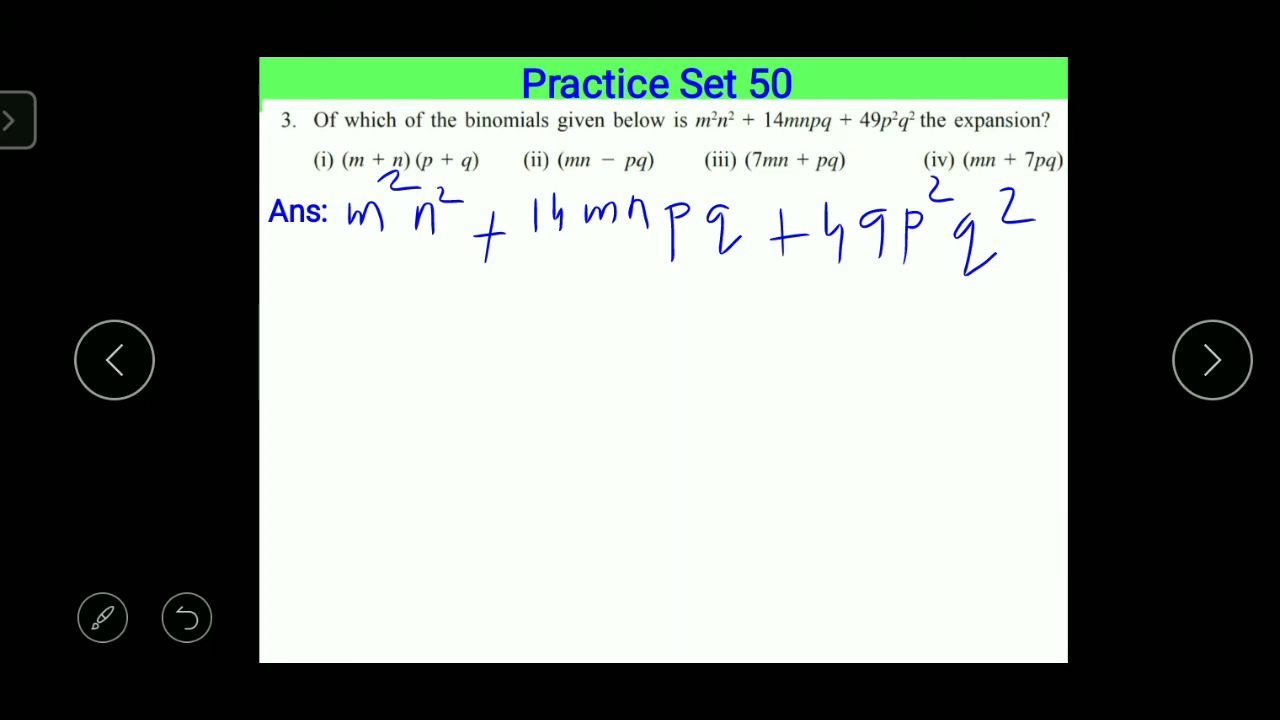 Practice Set 50
3. Of which of the binomials given below is m²n² + 14mnpq + 49p²q² the expansion?
(i) (m + n)(p + q) (ii) (mn − pq) (iii) (7mn + pq) (iv) (mn + 7pq)
Ans: m²n² + 14mnpq + 49p²q²